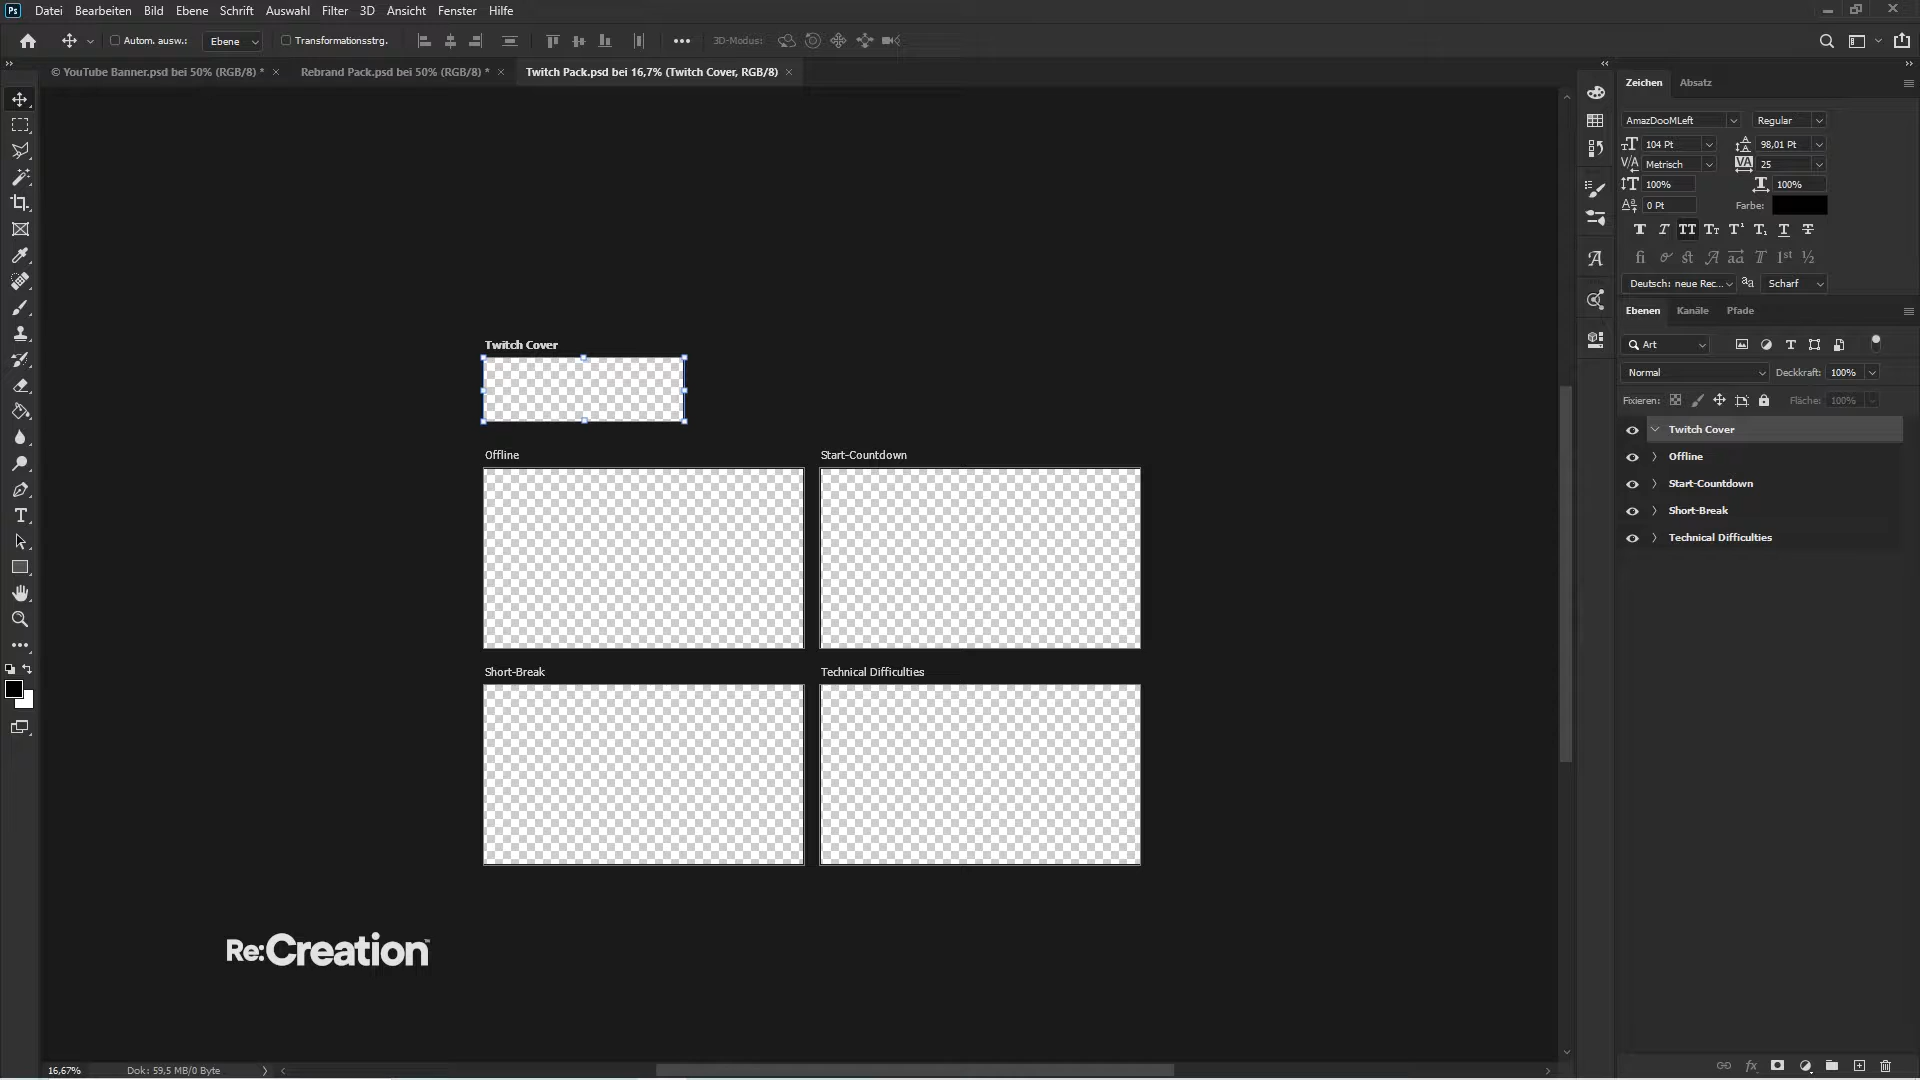 Ps Datei Bearbeiten Bild Ebene Schrift Auswahl Filter 3D Ansicht Fenster Hilfe
Autom. ausw.: Ebene Transformationsstrg. 3D-Modus:
© YouTube Banner.psd bei 50% (RGB/8) * Rebrand Pack.psd bei 50% (RGB/8) * Twitch Pack.psd bei 16,7% (Twitch Cover, RGB/8)
Zeichen Absatz
AmazDooMLeft Regular
104 Pt 98,01 Pt
Metrisch 25
100% 100%
0 Pt Farbe:
Deutsch: neue Rec... Scharf
Ebenen Kanäle Pfade
Art
Normal Deckkraft: 100%
Fixieren: Fläche: 100%
Twitch Cover
Offline
Start-Countdown
Short-Break
Technical Difficulties
Twitch Cover
Offline Start-Countdown
Short-Break Technical Difficulties
Re:Creation™
16,67% Dok: 59,5 MB/0 Byte